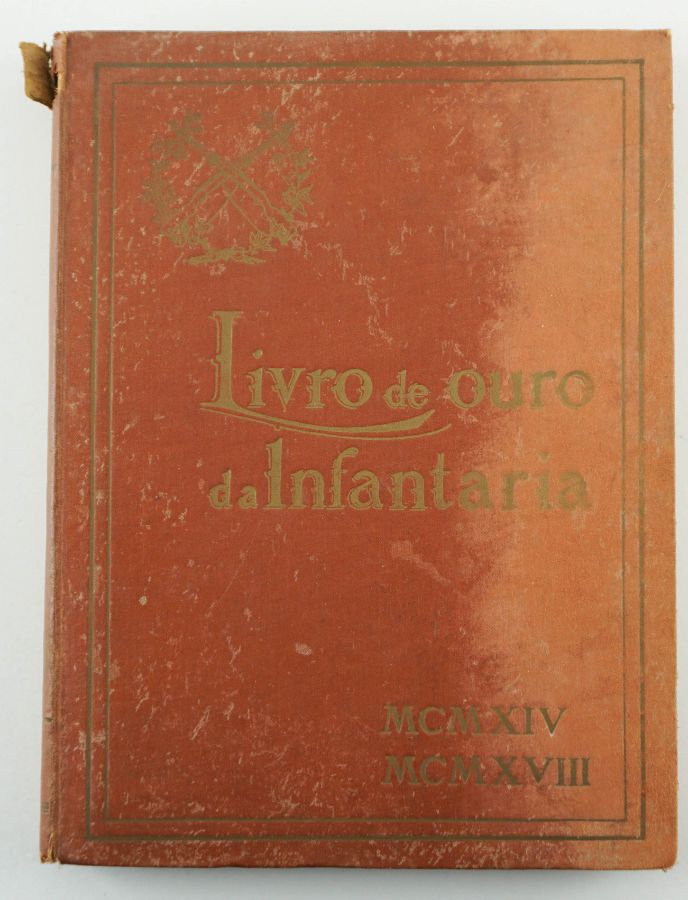 Livro de ouro
da Infantaria
MCMXIV
MCMXVIII